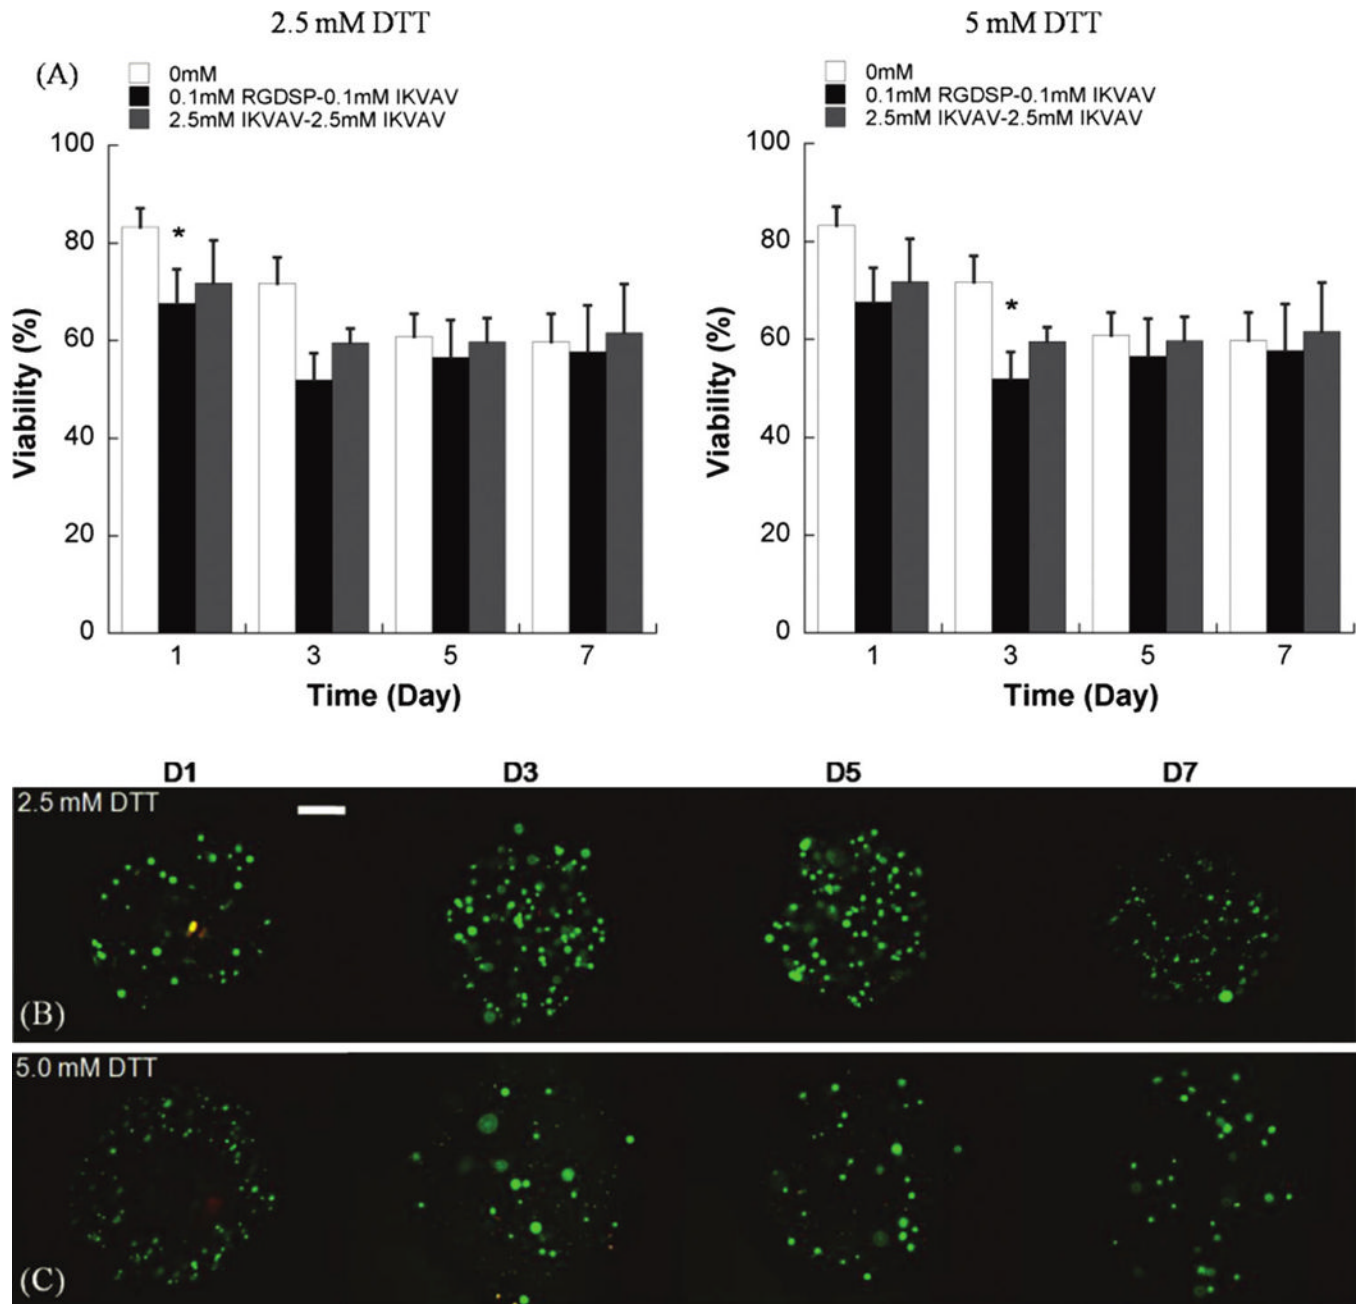 2.5 mM DTT
5 mM DTT
(A)
0mM
0.1mM RGDSP-0.1mM IKVAV
2.5mM IKVAV-2.5mM IKVAV
100
80
60
40
20
0
Viability (%)
*
1 3 5 7
Time (Day)
0mM
0.1mM RGDSP-0.1mM IKVAV
2.5mM IKVAV-2.5mM IKVAV
100
80
60
40
20
0
Viability (%)
*
1 3 5 7
Time (Day)
D1 D3 D5 D7
2.5 mM DTT
(B)
5.0 mM DTT
(C)